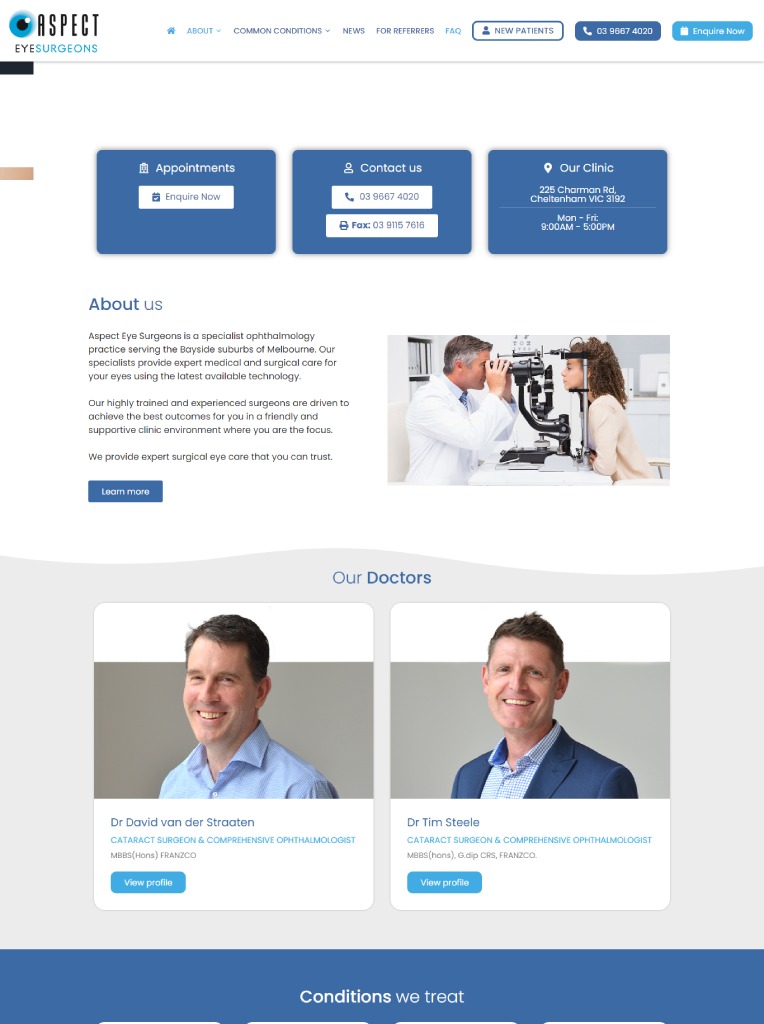 ASPECT
EYESURGEONS
ABOUT
COMMON CONDITIONS
NEWS
FOR REFERRERS
FAQ
NEW PATIENTS
03 9667 4020
Enquire Now
Appointments
Enquire Now
Contact us
03 9667 4020
Fax: 03 9115 7616
Our Clinic
225 Charman Rd,
Cheltenham VIC 3192
Mon - Fri:
9:00AM - 5:00PM
About us
Aspect Eye Surgeons is a specialist ophthalmology
practice serving the Bayside suburbs of Melbourne. Our
specialists provide expert medical and surgical care for
your eyes using the latest available technology.
Our highly trained and experienced surgeons are driven to
achieve the best outcomes for you in a friendly and
supportive clinic environment where you are the focus.
We provide expert surgical eye care that you can trust.
Learn more
Our Doctors
Dr David van der Straaten
CATARACT SURGEON & COMPREHENSIVE OPHTHALMOLOGIST
MBBS(Hons) FRANZCO
View profile
Dr Tim Steele
CATARACT SURGEON & COMPREHENSIVE OPHTHALMOLOGIST
MBBS(hons), G.dip CRS, FRANZCO.
View profile
Conditions we treat